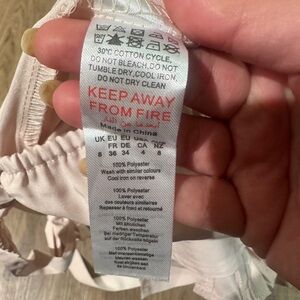 30°C COTTON CYCLE,
DO NOT BLEACH, DO NOT
TUMBLE DRY, COOL IRON,
DO NOT DRY CLEAN
KEEP AWAY
FROM FIRE
Made in China
UK EU EU US
FR DE CA NZ
8 36 34 4 8
100% Polyester
Wash with similar colours
Cool iron on reverse
100% Polyester
Laver avec
des couleurs similaires
Repasser à froid et retourné
100% Polyester
Mit ähnlichen
Farben waschen
Bei niedriger Temperatur
auf der Rückseite bügeln
100% Polyester